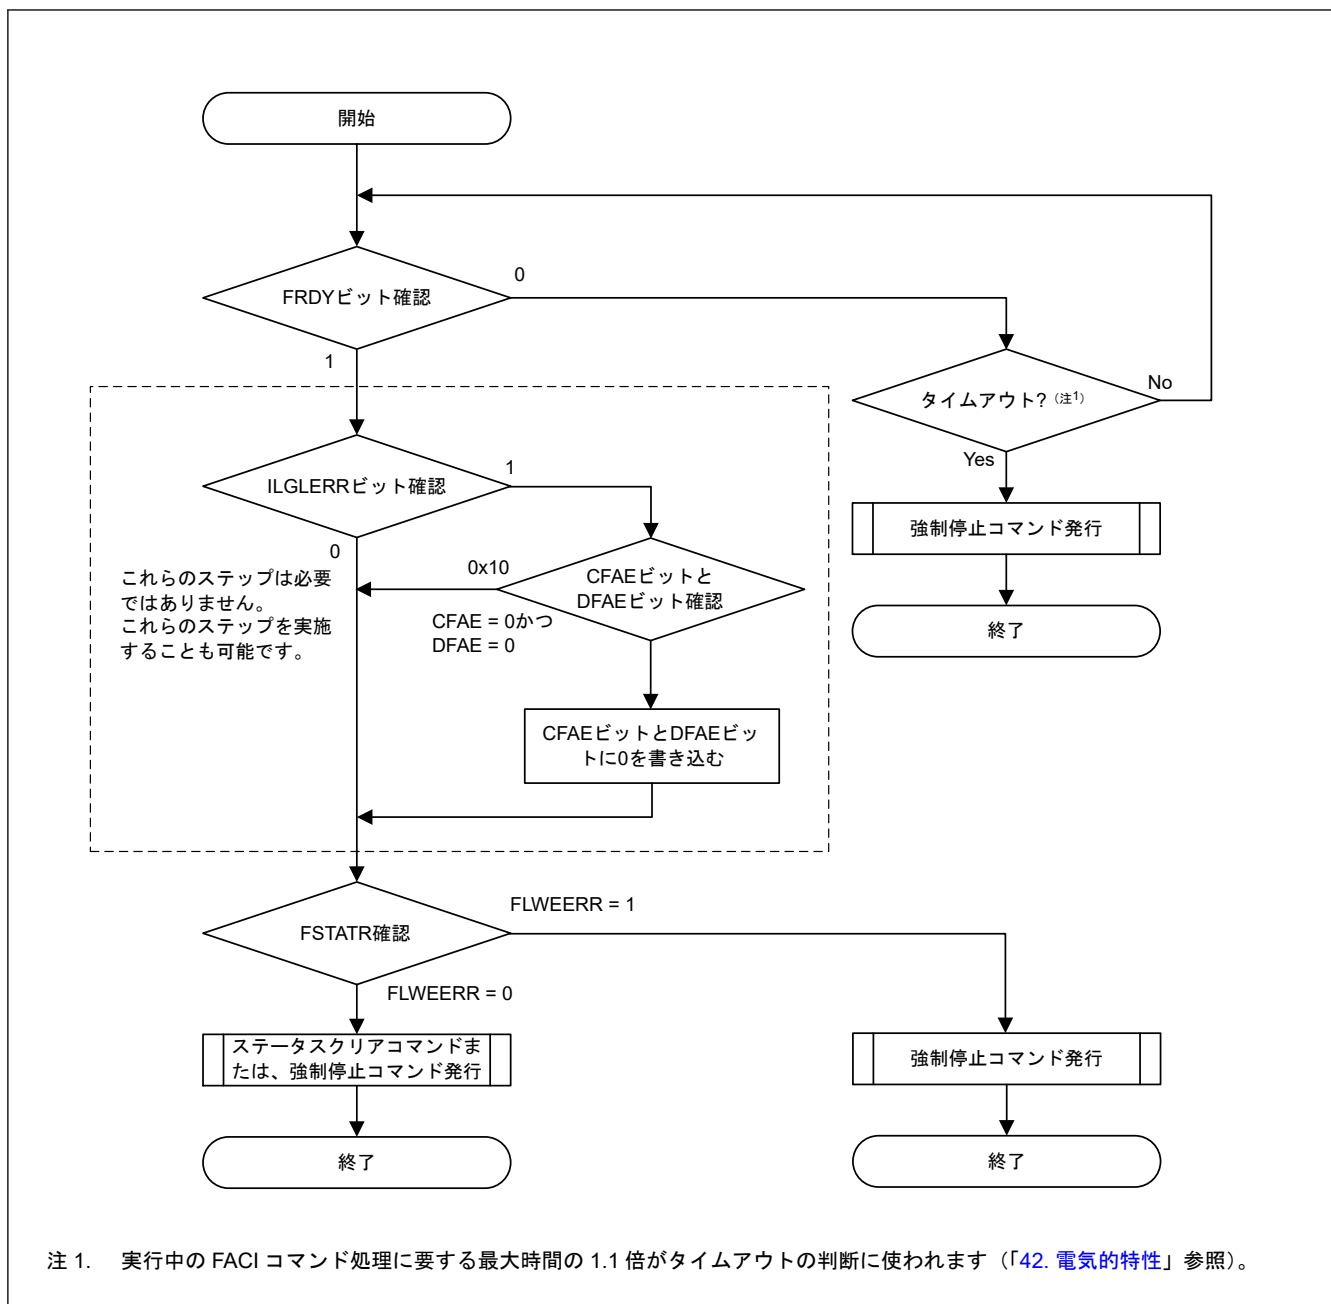 開始
FRDYビット確認
0
1
タイムアウト? (注1)
No
Yes
強制停止コマンド発行
終了
ILGLERRビット確認
1
0
これらのステップは必要
ではありません。
これらのステップを実施
することも可能です。
0x10
CFAE = 0かつ
DFAE = 0
CFAEビットと
DFAEビット確認
CFAEビットとDFAEビッ
トに0を書き込む
FSTATR確認
FLWEERR = 1
FLWEERR = 0
ステータスクリアコマンドま
たは、強制停止コマンド発行
強制停止コマンド発行
終了
終了
注 1. 実行中の FACI コマンド処理に要する最大時間の 1.1 倍がタイムアウトの判断に使われます（「42. 電気的特性」参照）。